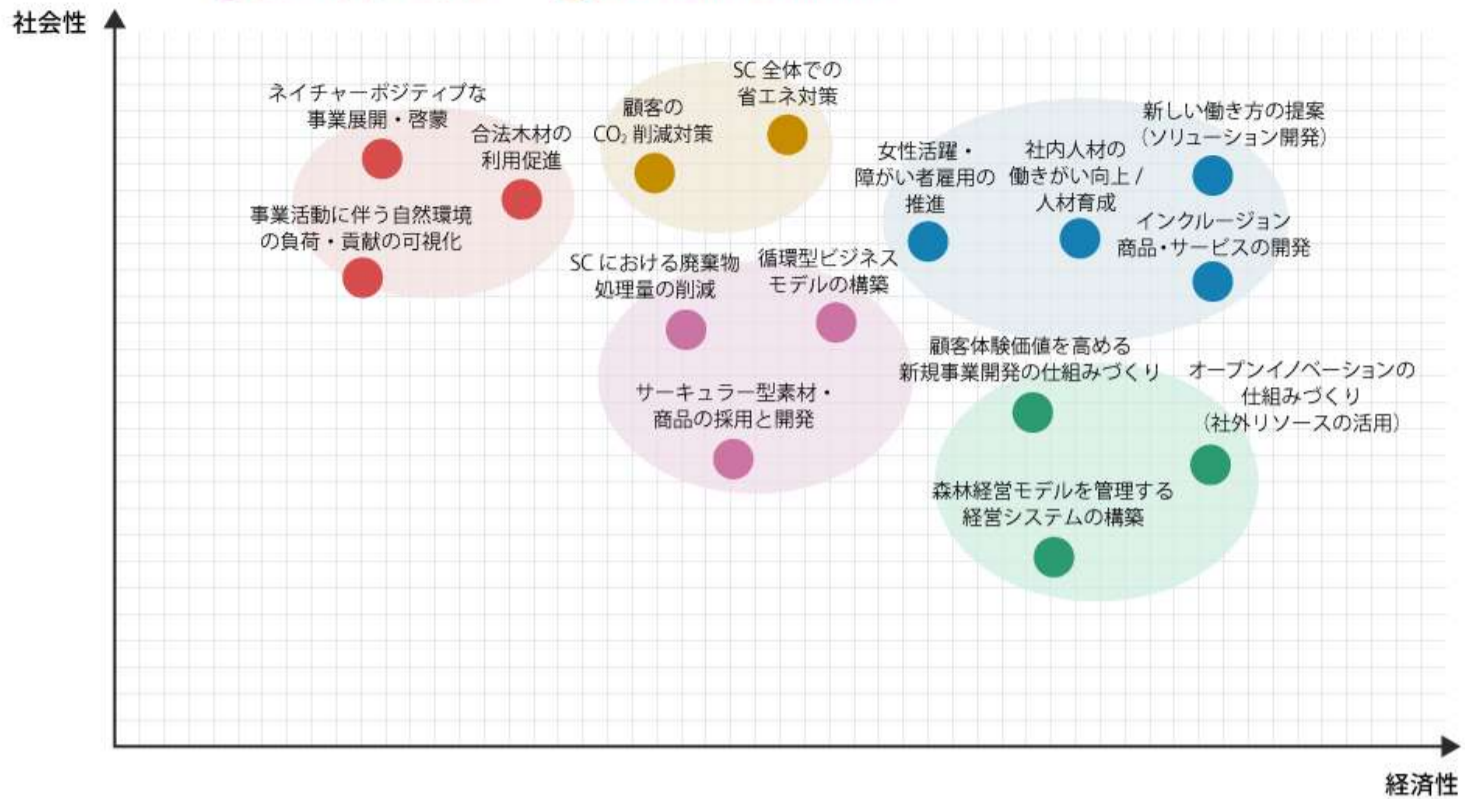 社会性
ネイチャーポジティブな
事業展開・啓蒙
合法木材の
利用促進
事業活動に伴う自然環境
の負荷・貢献の可視化
顧客の
CO₂ 削減対策
SC 全体での
省エネ対策
女性活躍・
障がい者雇用の
推進
社内人材の
働きがい向上 /
人材育成
新しい働き方の提案
（ソリューション開発）
インクルージョン
商品・サービスの開発
SC における廃棄物
処理量の削減
循環型ビジネス
モデルの構築
サーキュラー型素材・
商品の採用と開発
顧客体験価値を高める
新規事業開発の仕組みづくり
オープンイノベーションの
仕組みづくり
（社外リソースの活用）
森林経営モデルを管理する
経営システムの構築
経済性